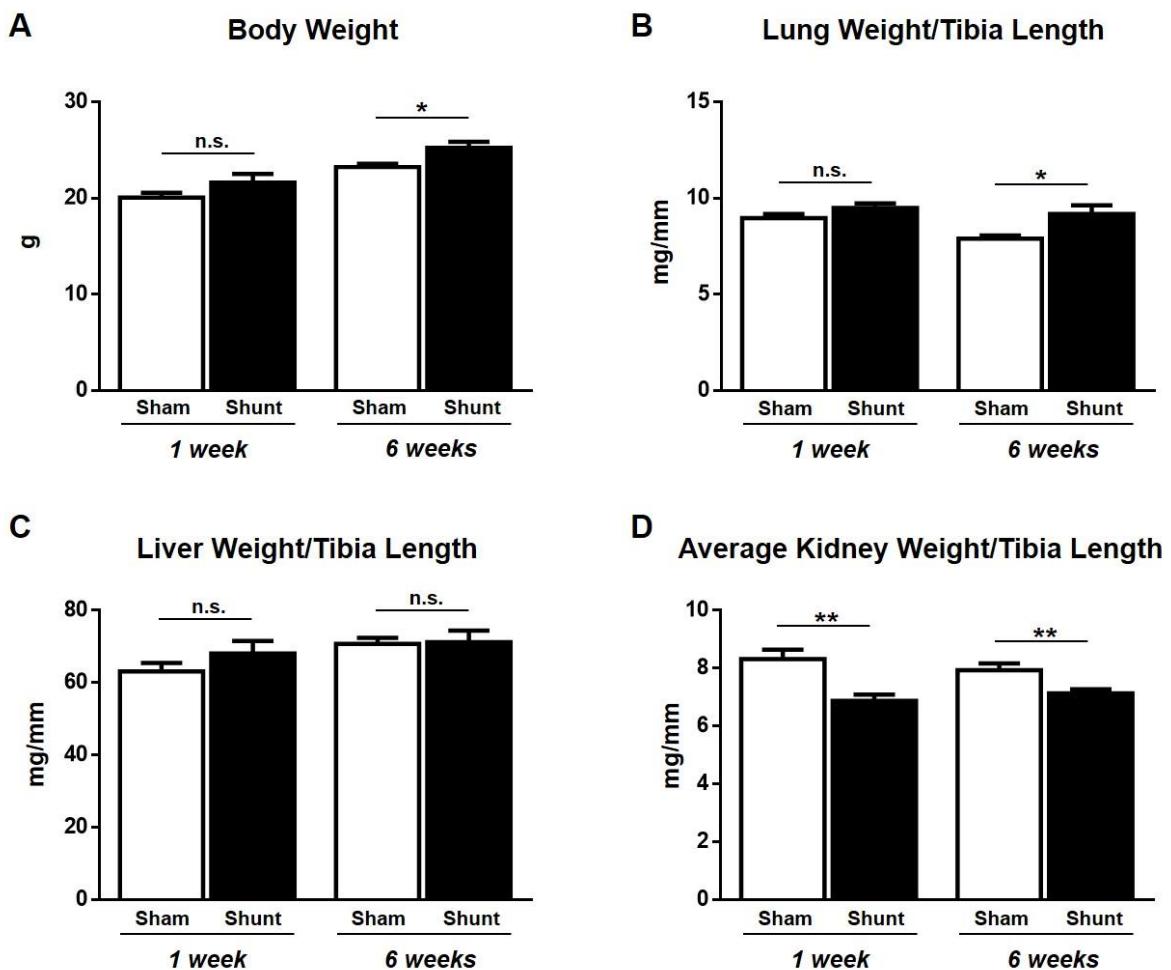 A
Body Weight
30
20
10
0
g
n.s.
*
Sham Shunt Sham Shunt
1 week 6 weeks
B
Lung Weight/Tibia Length
15
10
5
0
mg/mm
n.s.
*
Sham Shunt Sham Shunt
1 week 6 weeks
C
Liver Weight/Tibia Length
80
60
40
20
0
mg/mm
n.s.
n.s.
Sham Shunt Sham Shunt
1 week 6 weeks
D
Average Kidney Weight/Tibia Length
10
8
6
4
2
0
mg/mm
**
**
Sham Shunt Sham Shunt
1 week 6 weeks